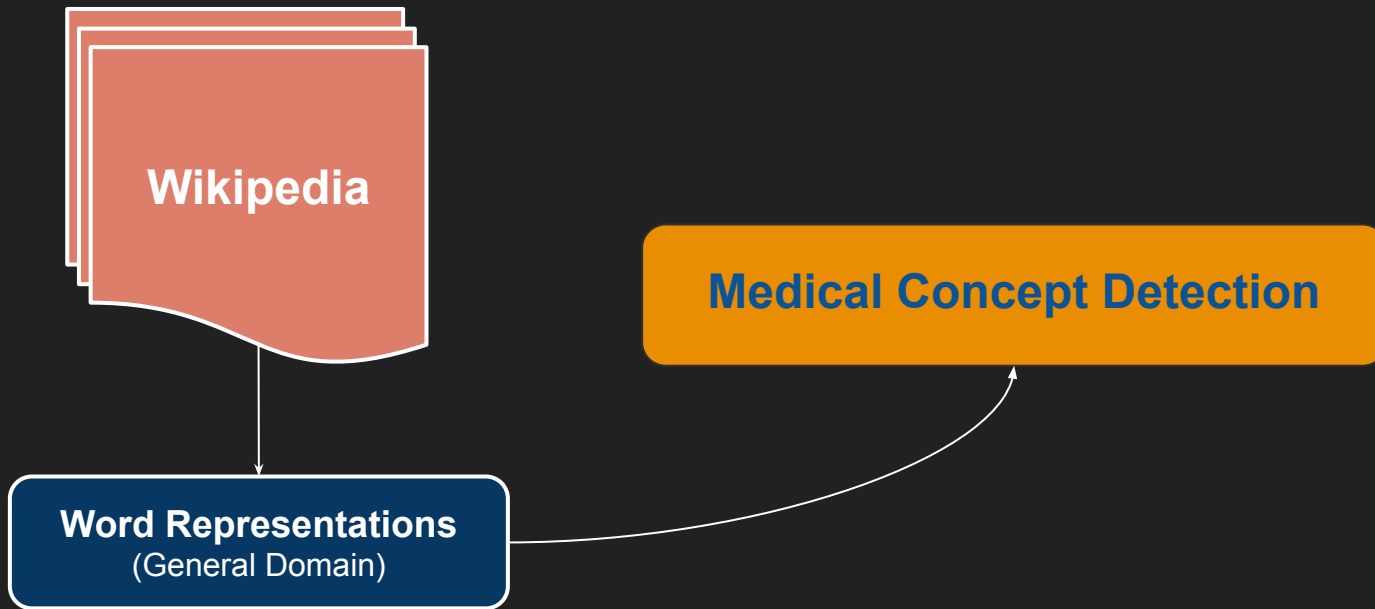 Wikipedia
Medical Concept Detection
Word Representations
(General Domain)